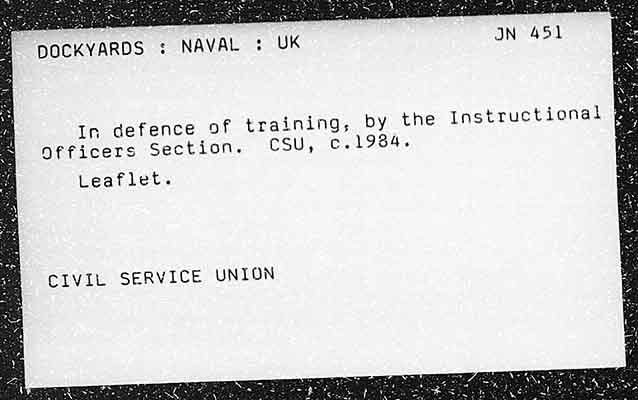 DOCKYARDS : NAVAL : UK JN 451
In defence of training, by the Instructional
Officers Section. CSU, c.1984.
Leaflet.
CIVIL SERVICE UNION